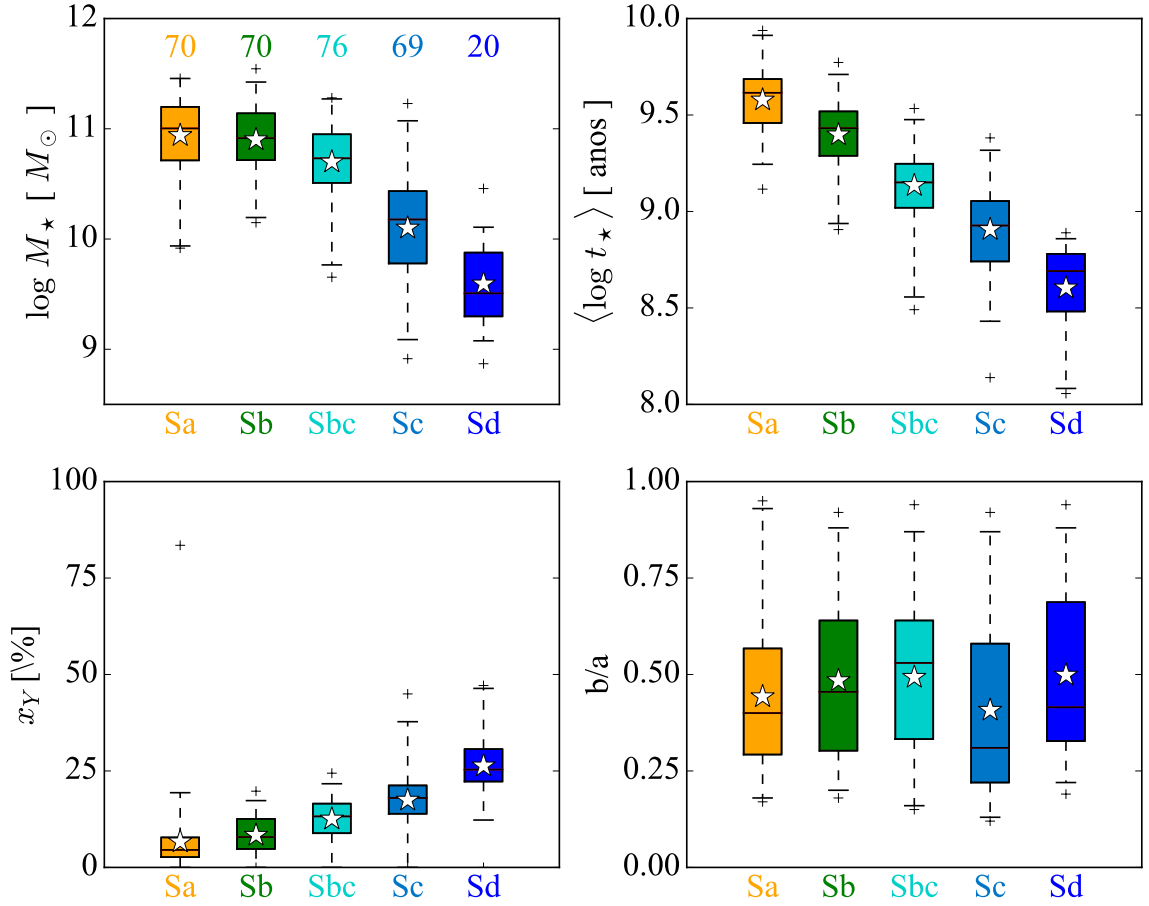 12
11
10
9
log M⋆ [ M⊙ ]
70 70 76 69 20
Sa Sb Sbc Sc Sd
10.0
9.5
9.0
8.5
8.0
⟨log t⋆⟩ [ anos ]
Sa Sb Sbc Sc Sd
100
75
50
25
0
x_Y [\%]
Sa Sb Sbc Sc Sd
1.00
0.75
0.50
0.25
0.00
b/a
Sa Sb Sbc Sc Sd